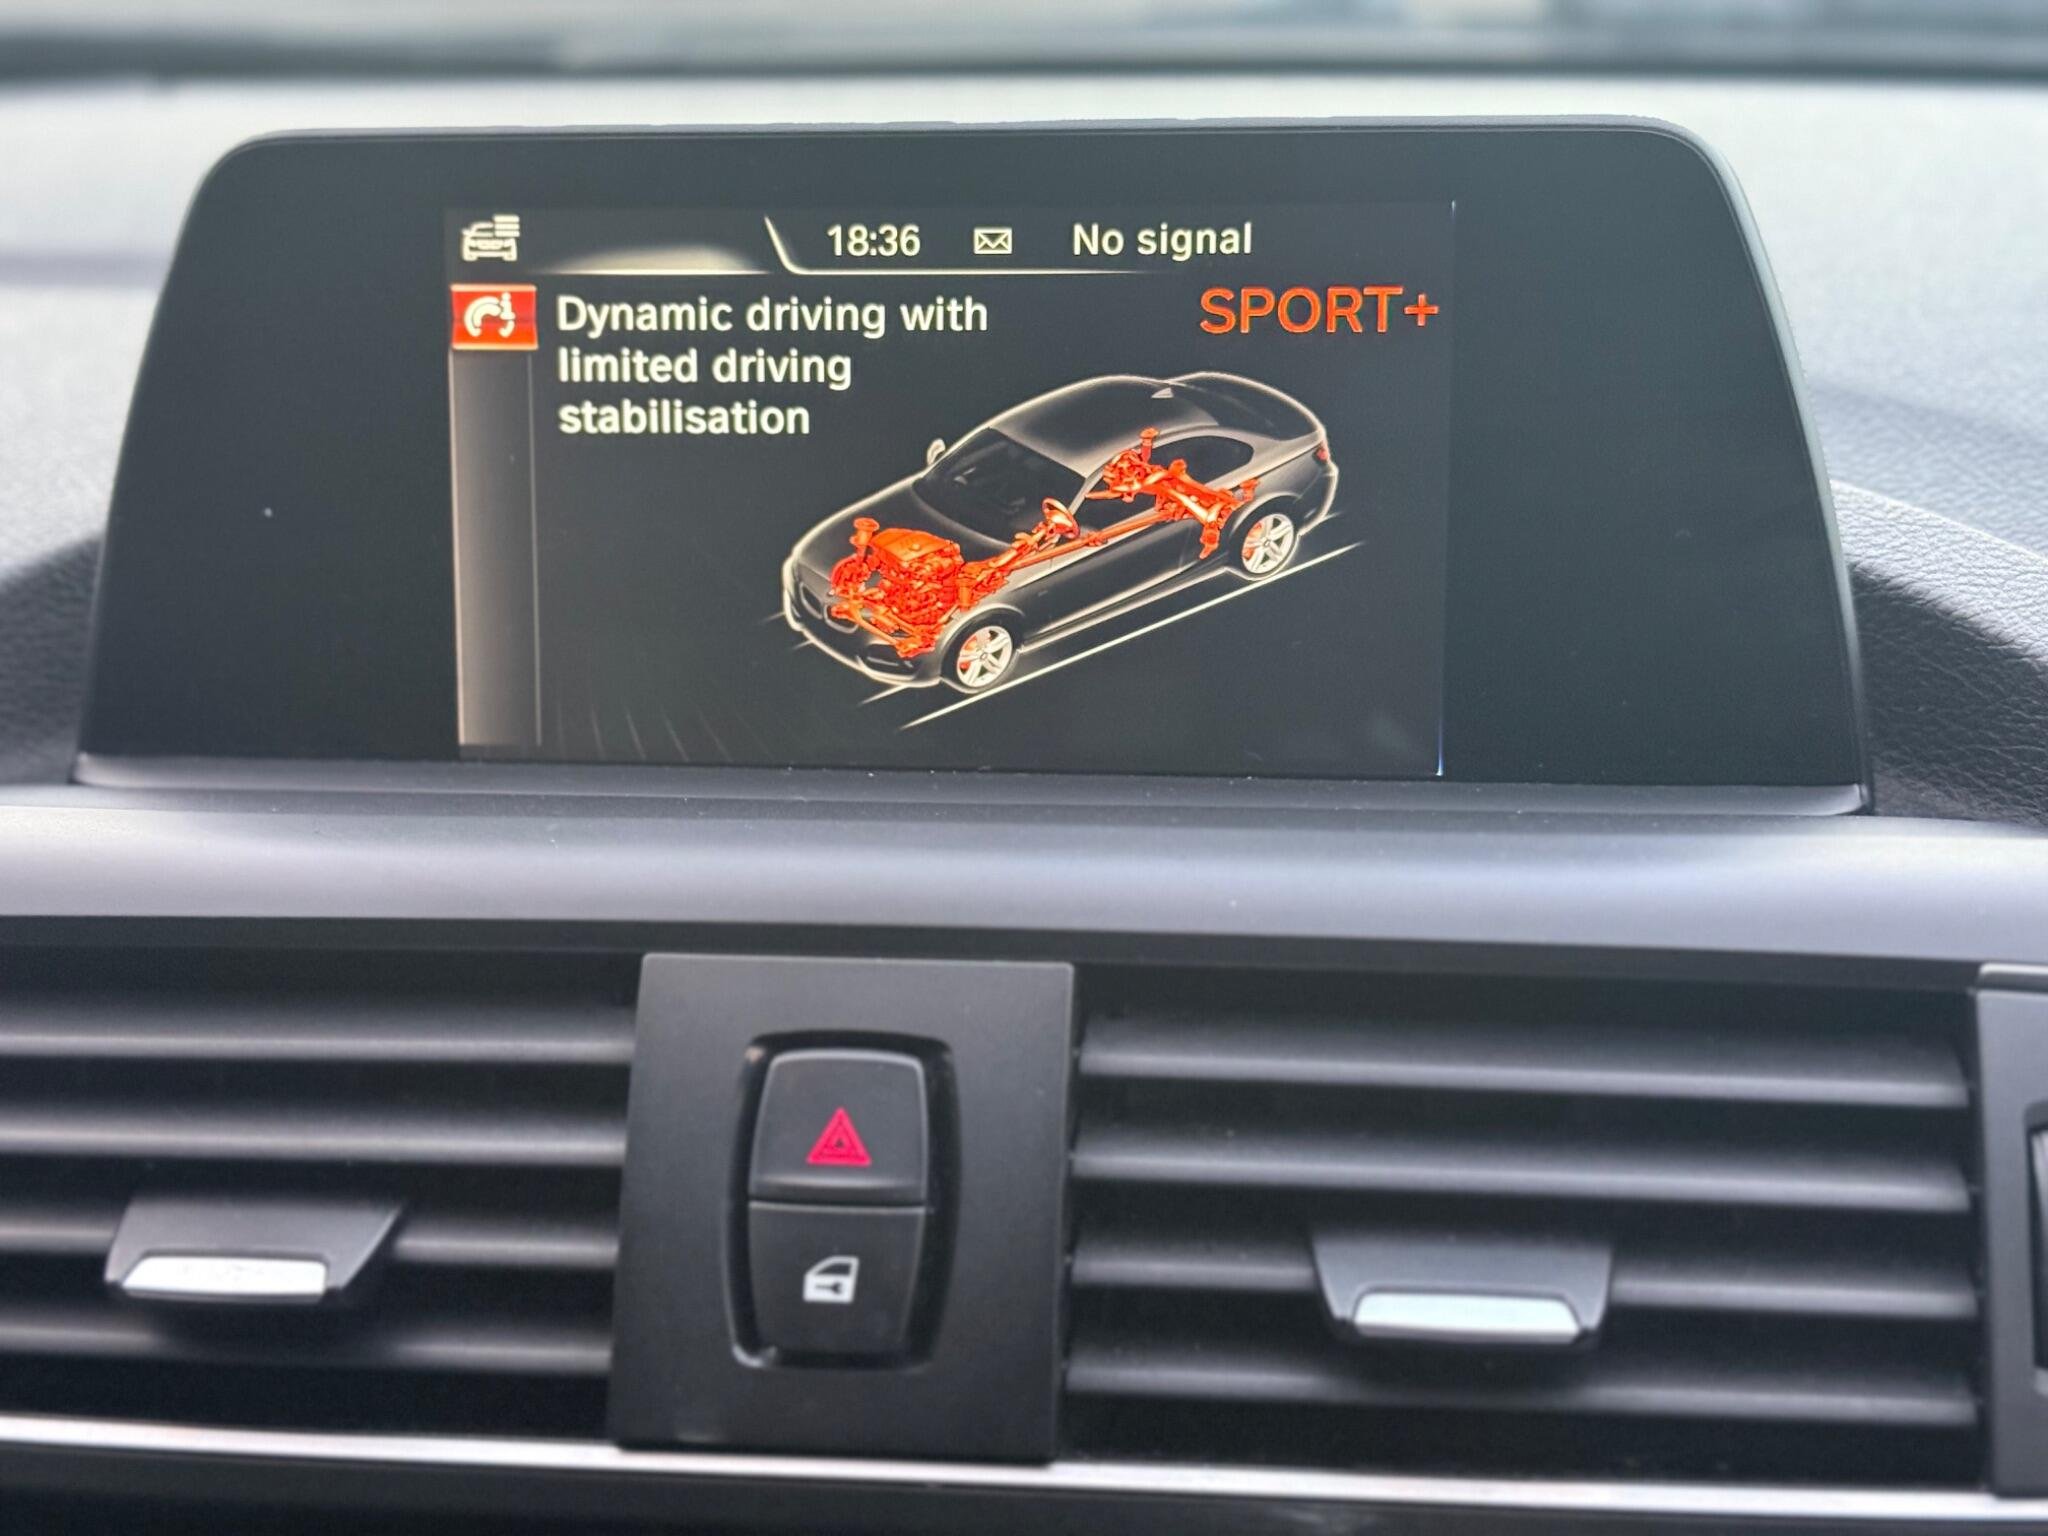 18:36 No signal
SPORT+
Dynamic driving with
limited driving
stabilisation